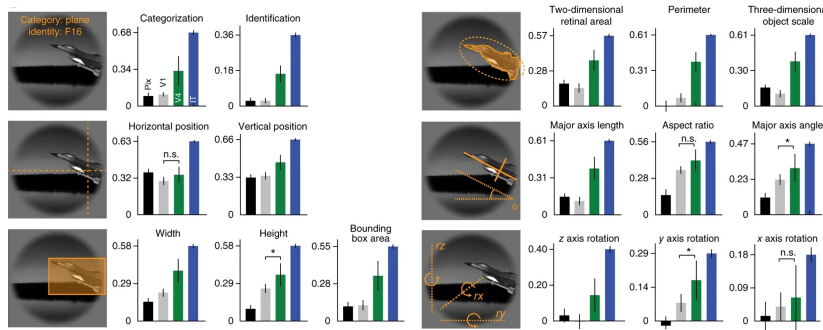 Category: plane
identity: F16
Categorization
0.68
0.34
0
Pix
V1
V4
IT
Identification
0.36
0.18
0
Horizontal position
0.63
0.32
0
n.s.
Vertical position
0.66
0.33
0
Width
0.58
0.29
0
Height
0.58
0.29
0
*
Bounding
box area
0.55
0.28
0
Two-dimensional
retinal areal
0.57
0.28
0
Perimeter
0.61
0.31
0
Three-dimensional
object scale
0.61
0.31
0
Major axis length
0.61
0.31
0
Aspect ratio
0.56
0.28
0
n.s.
Major axis angle
0.47
0.23
0
*
rz
rx
ry
z axis rotation
0.40
0.20
0
y axis rotation
0.29
0.14
0
*
x axis rotation
0.18
0.09
0
n.s.